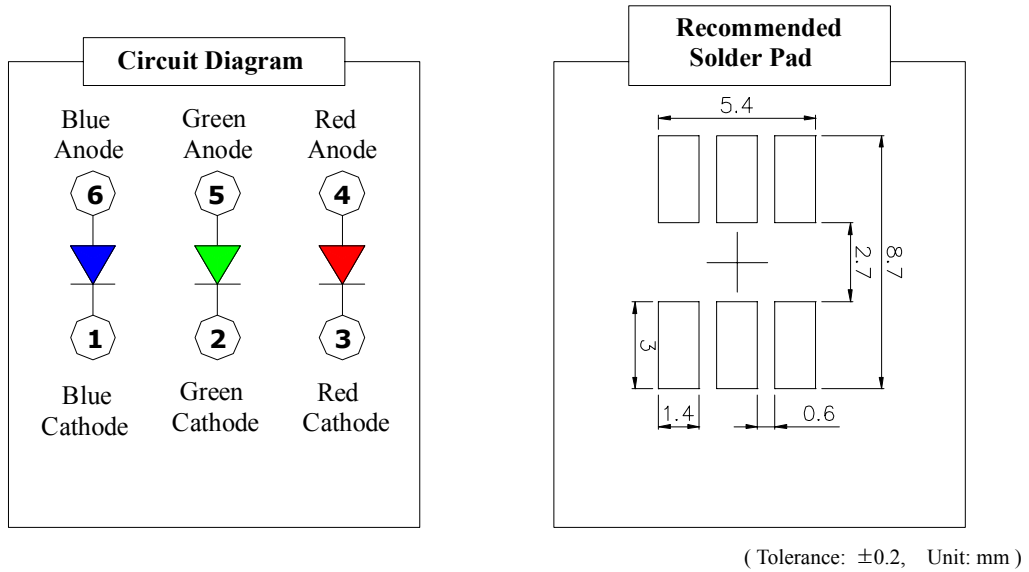 Circuit Diagram
Blue
Anode
Green
Anode
Red
Anode
6
5
4
1
2
3
Blue
Cathode
Green
Cathode
Red
Cathode
Recommended
Solder Pad
5.4
2.7
8.7
3
1.4
0.6
( Tolerance: ±0.2, Unit: mm )